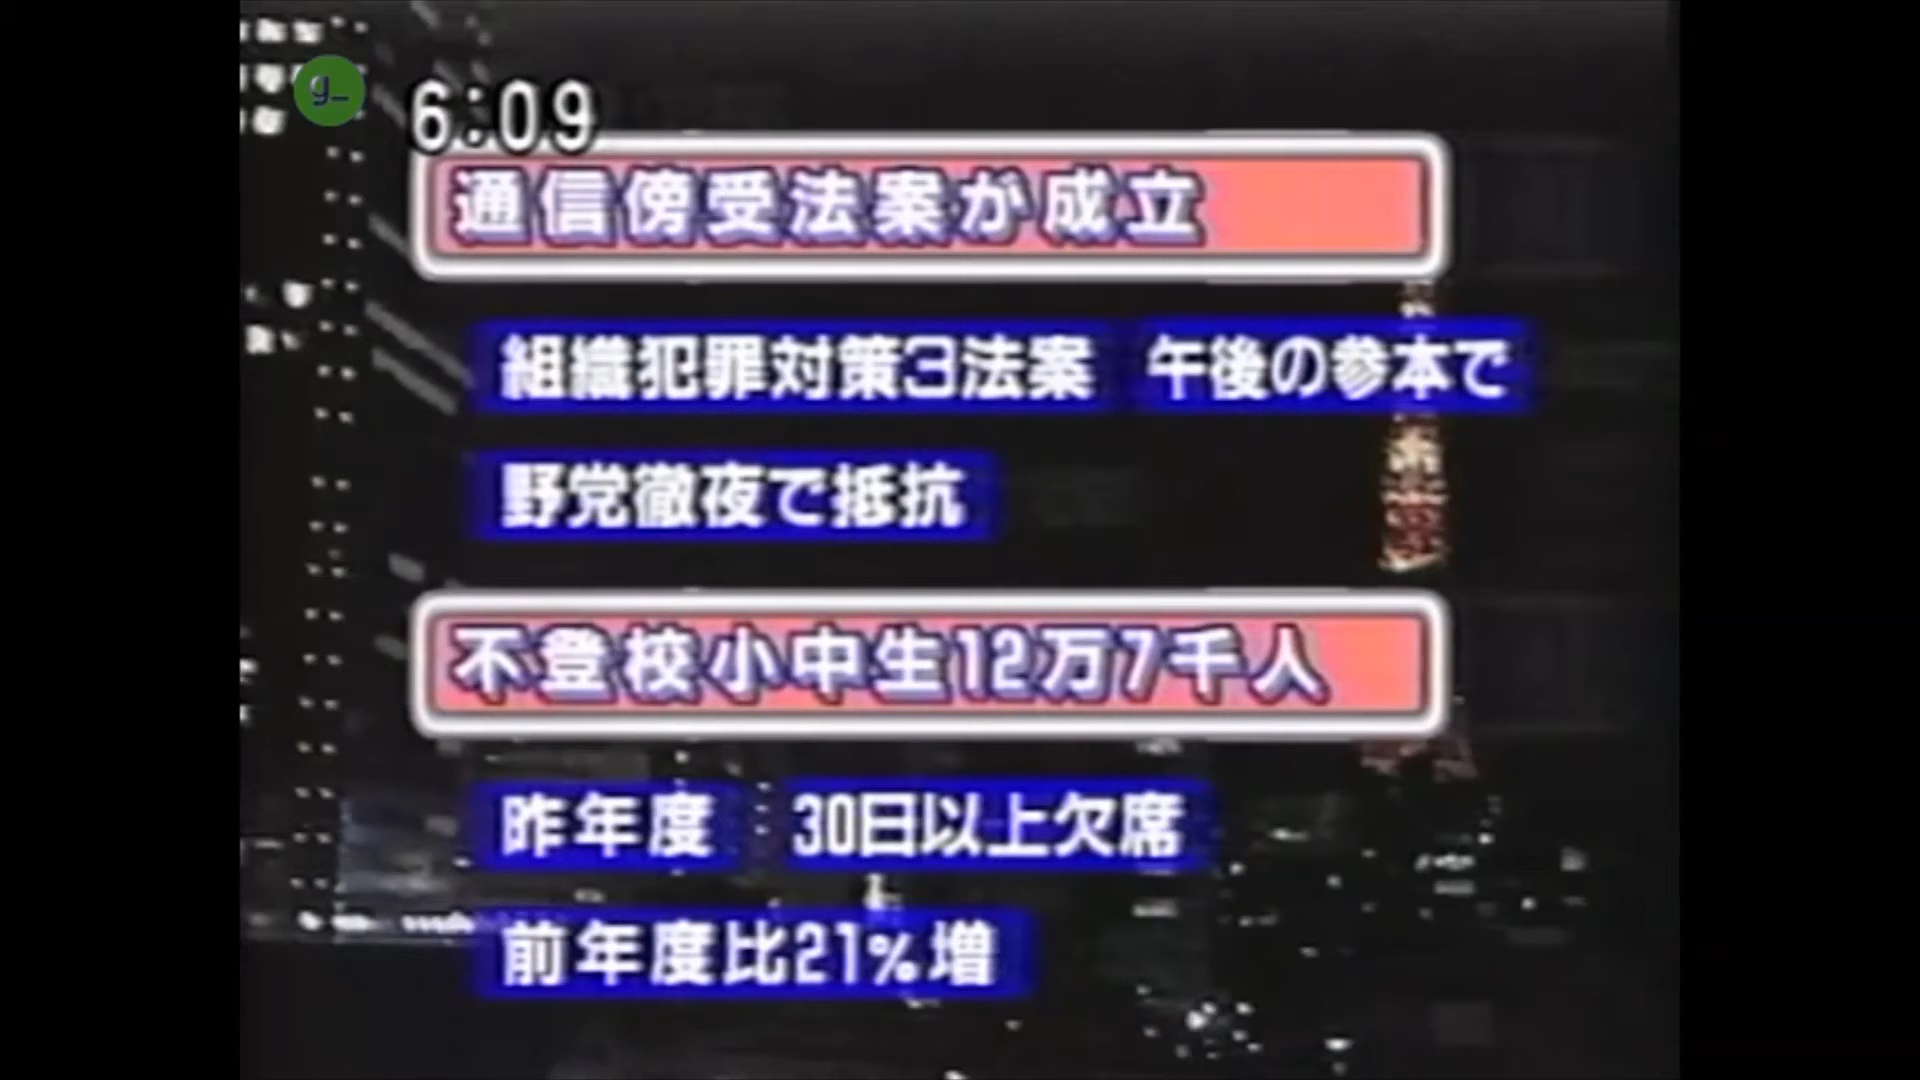 g_
6:09
通信傍受法案が成立
組織犯罪対策3法案 午後の参本で
野党徹夜で抵抗
不登校小中生12万7千人
昨年度 30日以上欠席
前年度比21%増